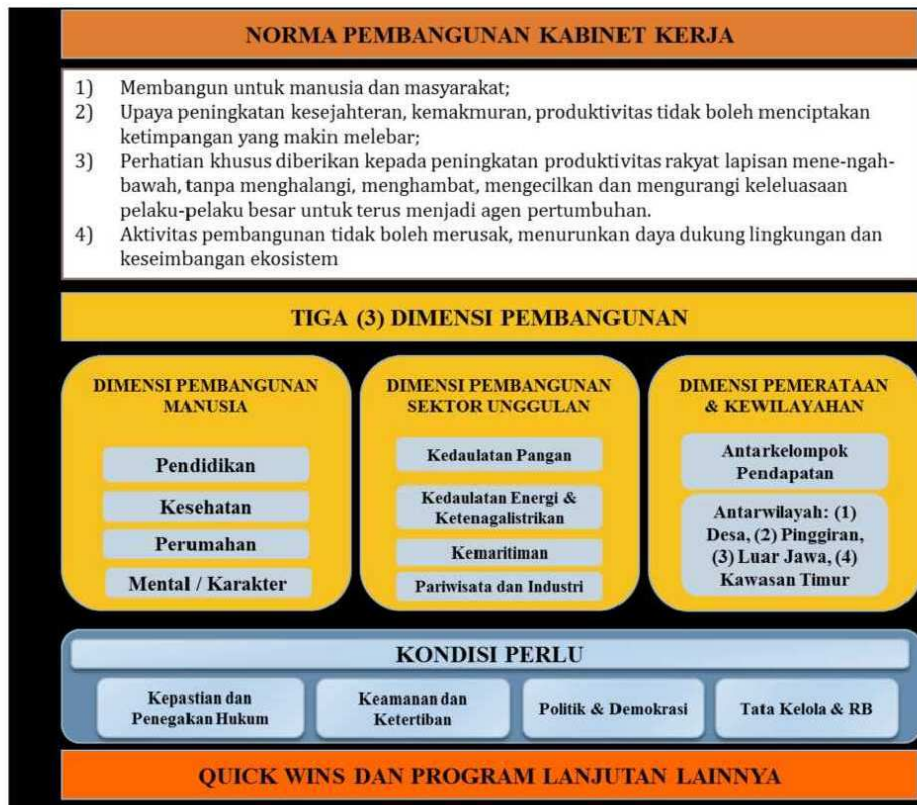 NORMA PEMBANGUNAN KABINET KERJA
1) Membangun untuk manusia dan masyarakat;
2) Upaya peningkatan kesejahteran, kemakmuran, produktivitas tidak boleh menciptakan
ketimpangan yang makin melebar;
3) Perhatian khusus diberikan kepada peningkatan produktivitas rakyat lapisan mene-ngah-
bawah, tanpa menghalangi, menghambat, mengecilkan dan mengurangi keleluasaan
pelaku-pelaku besar untuk terus menjadi agen pertumbuhan.
4) Aktivitas pembangunan tidak boleh merusak, menurunkan daya dukung lingkungan dan
keseimbangan ekosistem
TIGA (3) DIMENSI PEMBANGUNAN
DIMENSI PEMBANGUNAN
MANUSIA
Pendidikan
Kesehatan
Perumahan
Mental / Karakter
DIMENSI PEMBANGUNAN
SEKTOR UNGGULAN
Kedaulatan Pangan
Kedaulatan Energi &
Ketenagalistrikan
Kemaritiman
Pariwisata dan Industri
DIMENSI PEMERATAAN
& KEWILAYAHAN
Antarkelompok
Pendapatan
Antarwilayah: (1)
Desa, (2) Pinggiran,
(3) Luar Jawa, (4)
Kawasan Timur
KONDISI PERLU
Kepastian dan
Penegakan Hukum
Keamanan dan
Ketertiban
Politik & Demokrasi
Tata Kelola & RB
QUICK WINS DAN PROGRAM LANJUTAN LAINNYA